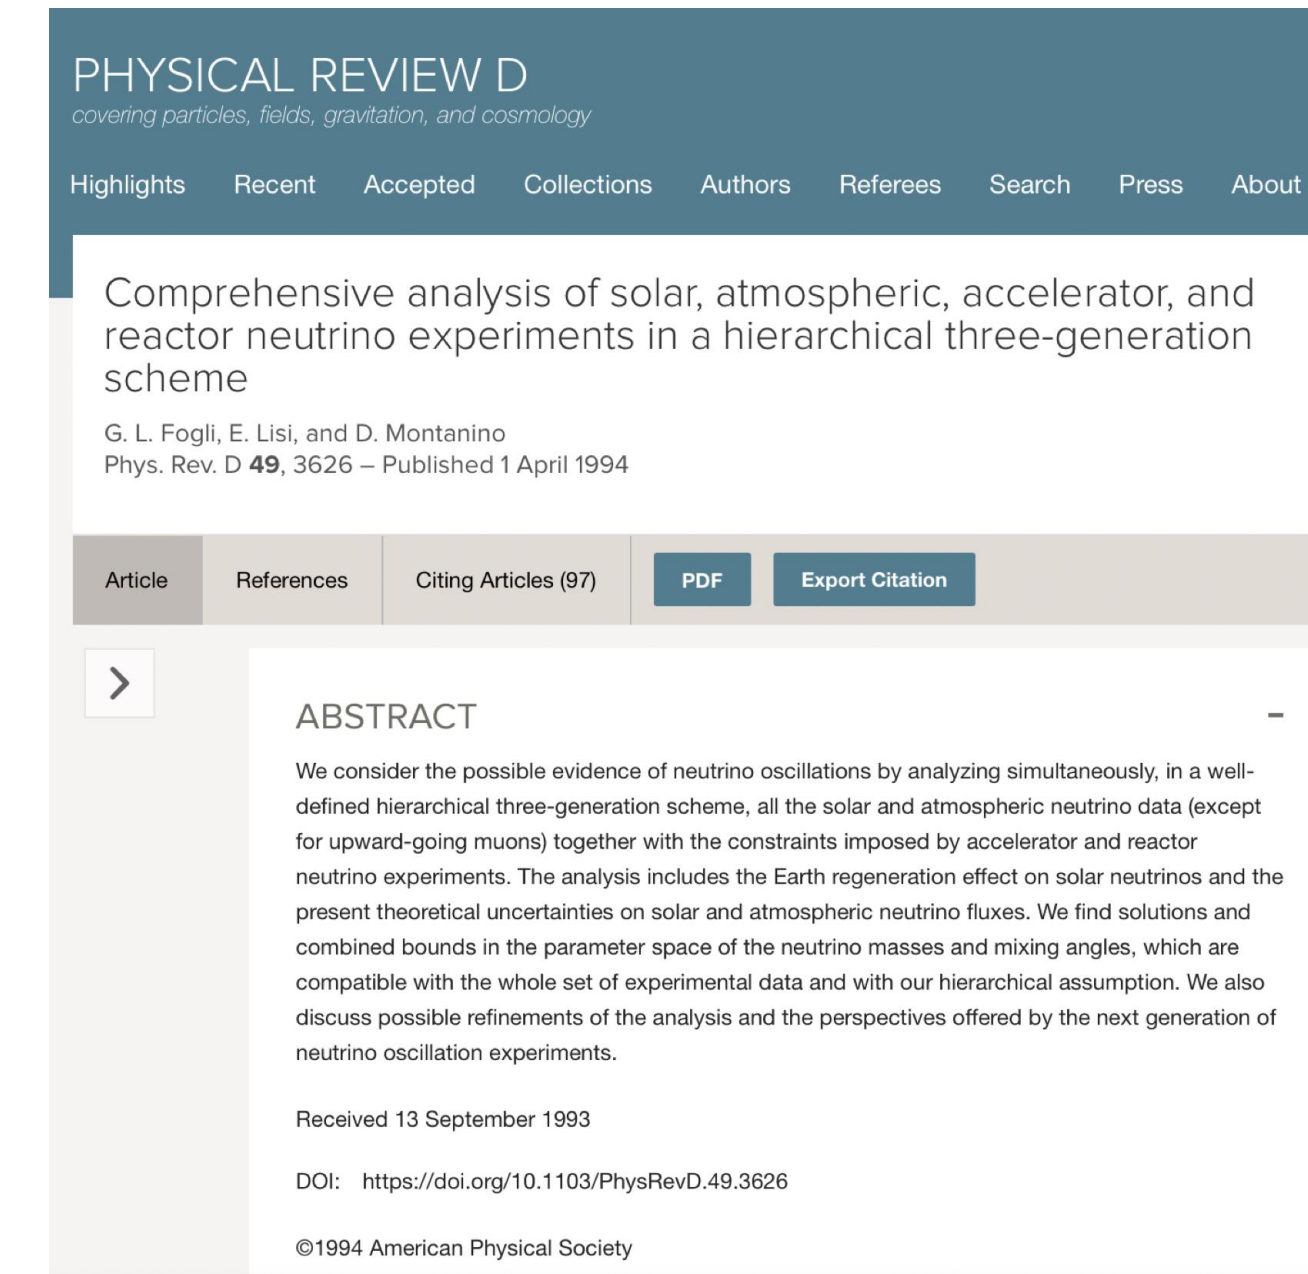 PHYSICAL REVIEW D
covering particles, fields, gravitation, and cosmology
Highlights Recent Accepted Collections Authors Referees Search Press About
Comprehensive analysis of solar, atmospheric, accelerator, and
reactor neutrino experiments in a hierarchical three-generation
scheme
G. L. Fogli, E. Lisi, and D. Montanino
Phys. Rev. D 49, 3626 – Published 1 April 1994
Article References Citing Articles (97) PDF Export Citation
ABSTRACT
We consider the possible evidence of neutrino oscillations by analyzing simultaneously, in a well-
defined hierarchical three-generation scheme, all the solar and atmospheric neutrino data (except
for upward-going muons) together with the constraints imposed by accelerator and reactor
neutrino experiments. The analysis includes the Earth regeneration effect on solar neutrinos and the
present theoretical uncertainties on solar and atmospheric neutrino fluxes. We find solutions and
combined bounds in the parameter space of the neutrino masses and mixing angles, which are
compatible with the whole set of experimental data and with our hierarchical assumption. We also
discuss possible refinements of the analysis and the perspectives offered by the next generation of
neutrino oscillation experiments.
Received 13 September 1993
DOI: https://doi.org/10.1103/PhysRevD.49.3626
©1994 American Physical Society